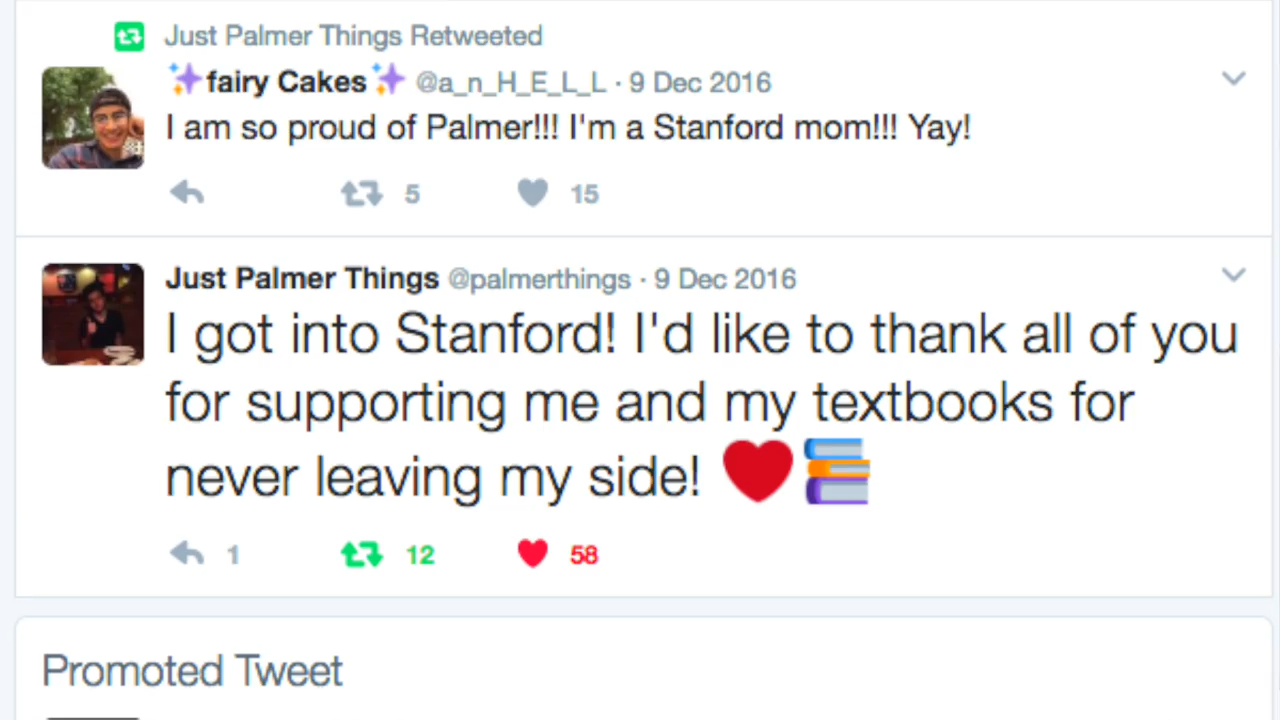 Just Palmer Things Retweeted
✨fairy Cakes✨ @a_n_H_E_L_L · 9 Dec 2016
I am so proud of Palmer!!! I'm a Stanford mom!!! Yay!
5 15
Just Palmer Things @palmerthings · 9 Dec 2016
I got into Stanford! I'd like to thank all of you
for supporting me and my textbooks for
never leaving my side! ❤️📚
1 12 58
Promoted Tweet